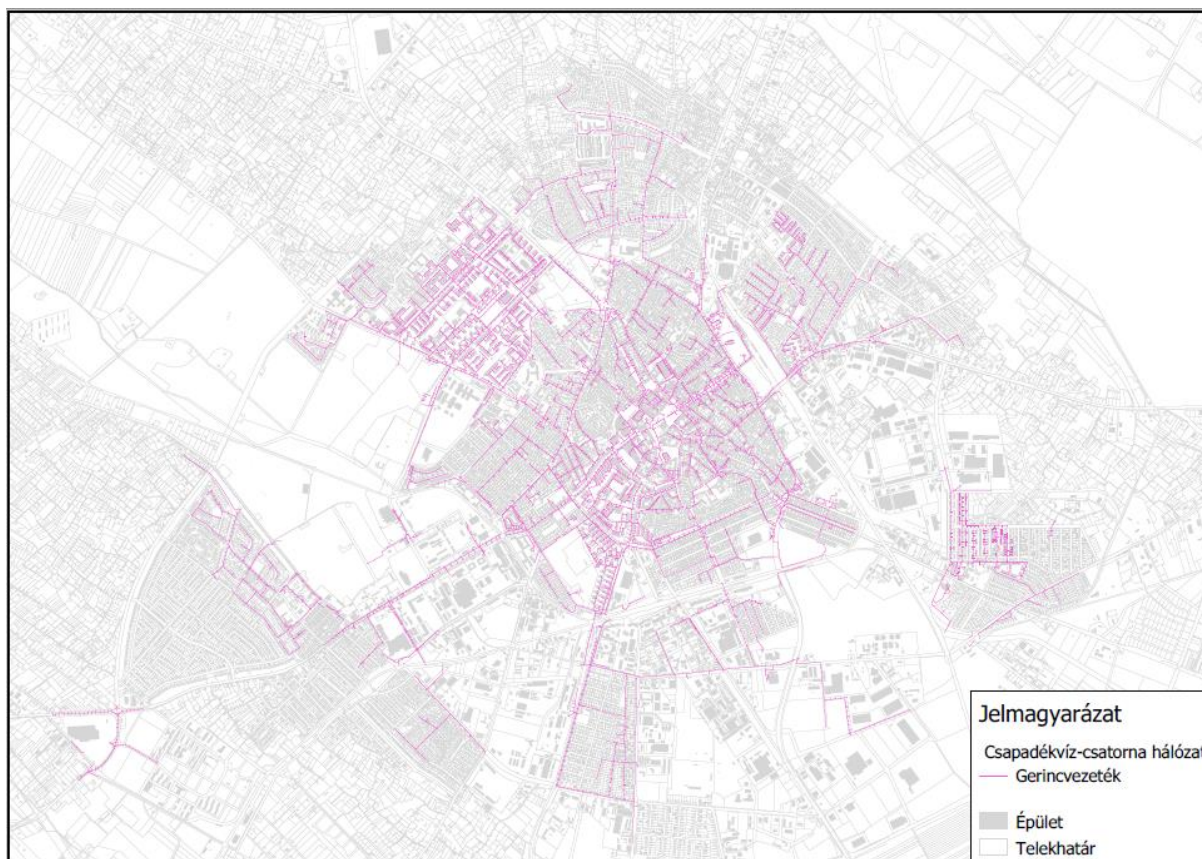 Jelmagyarázat
Csapadékvíz-csatorna hálózat
Gerincvezeték
Épület
Telekhatár